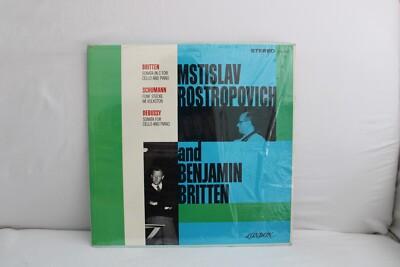 STEREO
BRITTEN
SONATA IN C FOR
CELLO AND PIANO
SCHUMANN
FÜNF STÜCKE
IM VOLKSTON
DEBUSSY
SONATA FOR
CELLO AND PIANO
MSTISLAV
ROSTROPOVICH
and
BENJAMIN
BRITTEN
LONDON